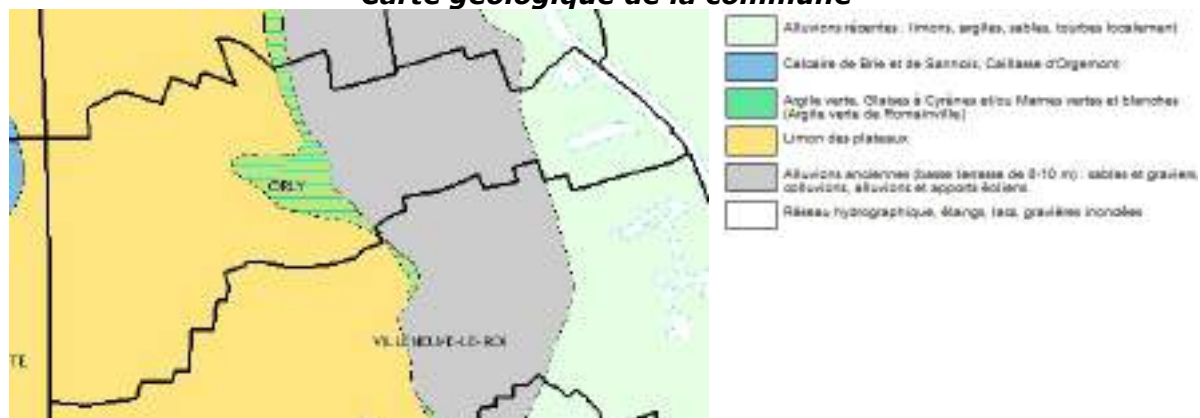 Carte géologique de la commune
Alluvions récentes : limons, argiles, sables, tourbes localement
Calcaire de Brie et de Sannois, Caillasse d'Orgemont
Argile verte, Glaises à Cyrènes et/ou Marnes vertes et blanches
(Argile verte de Romainville)
Limon des plateaux
Alluvions anciennes (basse terrasse de 8-10 m) : sables et graviers,
colluvions, alluvions et apports éoliens
Réseau hydrographique, étangs, lacs, gravières inondées
ORLY
VILLENEUVE-LE-ROI
TE